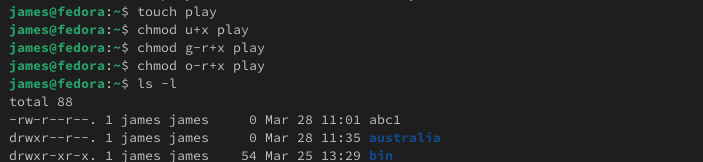 james@fedora:~$ touch play
james@fedora:~$ chmod u+x play
james@fedora:~$ chmod g-r+x play
james@fedora:~$ chmod o-r+x play
james@fedora:~$ ls -l
total 88
-rw-r--r--. 1 james james     0 Mar 28 11:01 abc1
drwxr--r--. 1 james james     0 Mar 28 11:35 australia
drwxr-xr-x. 1 james james    54 Mar 25 13:29 bin